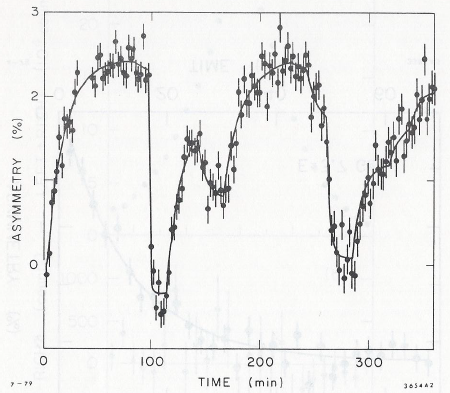 3
2
1
0
ASYMMETRY (%)
0 100 200 300
TIME (min)
7-79 3654A2